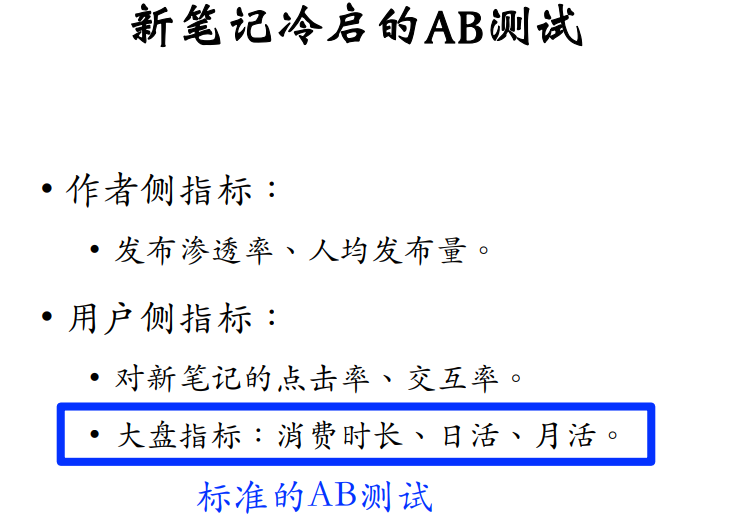 新笔记冷启的AB测试
• 作者侧指标：
• 发布渗透率、人均发布量。
• 用户侧指标：
• 对新笔记的点击率、交互率。
• 大盘指标：消费时长、日活、月活。
标准的AB测试